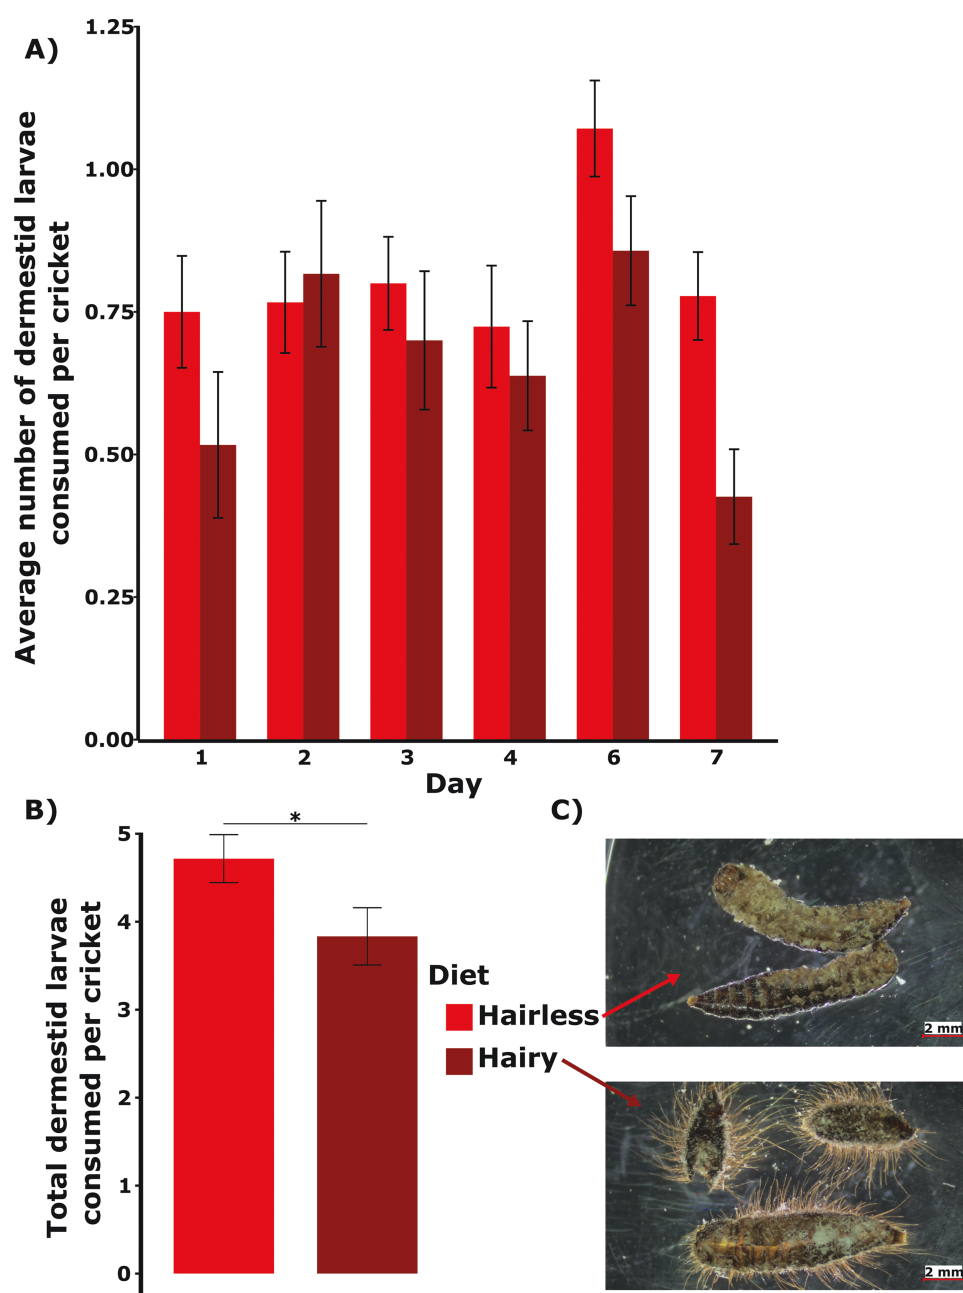 A)
Average number of dermestid larvae
consumed per cricket
1.25
1.00
0.75
0.50
0.25
0.00
1 2 3 4 6 7
Day
B)
Total dermestid larvae
consumed per cricket
5
4
3
2
1
0
*
Diet
Hairless
Hairy
C)
2 mm
2 mm